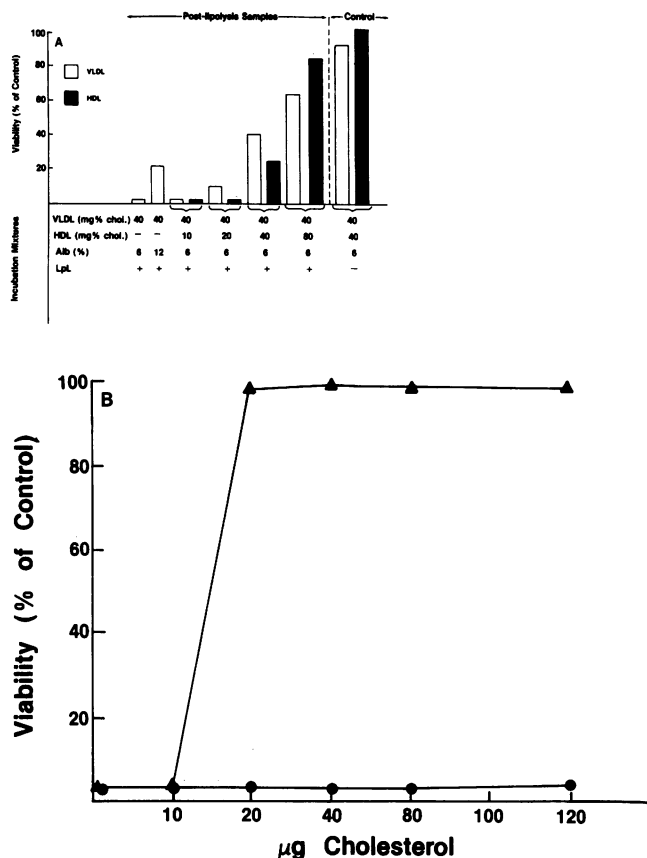 Post-lipolysis Samples Control
A
100
80
60
40
20
Viability (% of Control)
VLDL
HDL
Incubation Mixtures
VLDL (mg% chol.) 40 40 40 40 40 40 40
HDL (mg% chol.) — — 10 20 40 80 40
Alb (%) 6 12 6 6 6 6 6
LpL + + + + + + —
B
100
80
60
40
20
Viability (% of Control)
10 20 40 80 100 120
µg Cholesterol